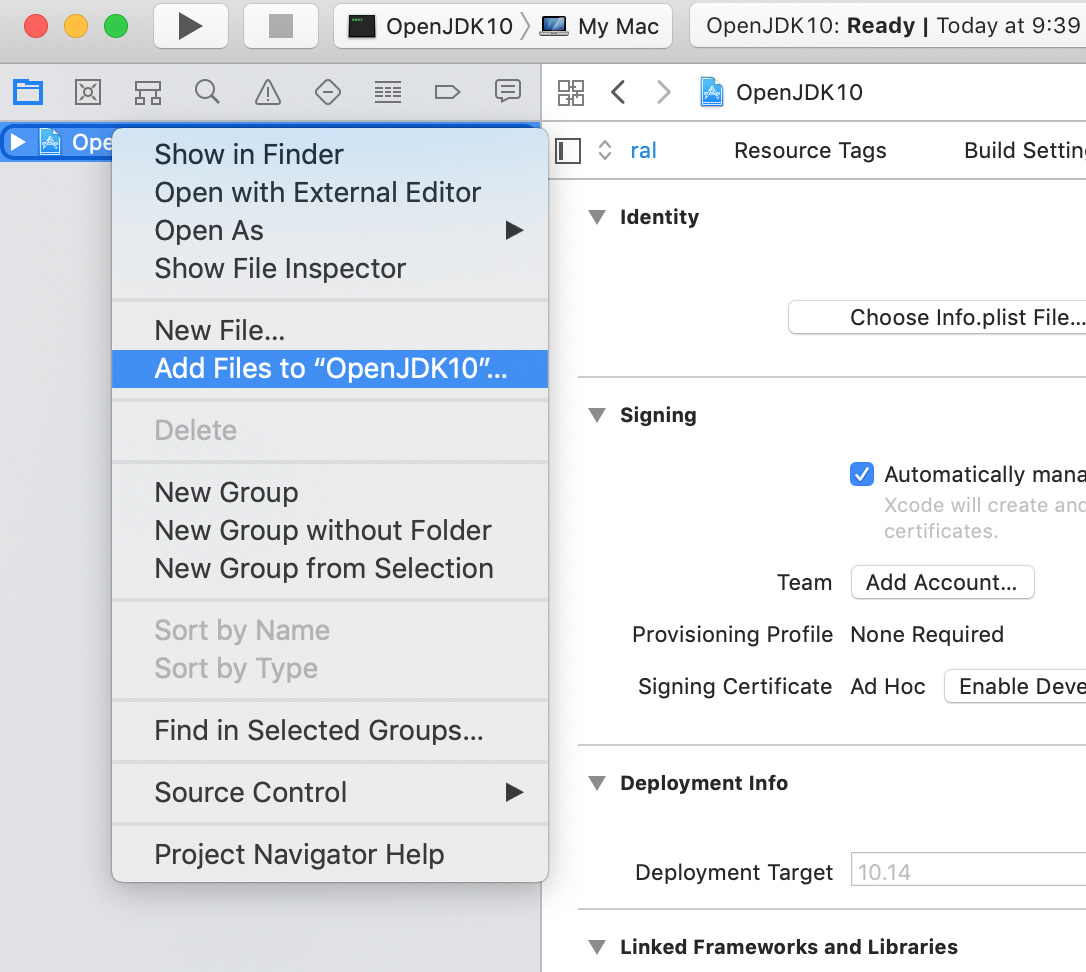 OpenJDK10 My Mac
OpenJDK10: Ready | Today at 9:39
OpenJDK10
Ope
ral Resource Tags Build Settin
Show in Finder
Open with External Editor
Open As
Show File Inspector
New File...
Add Files to “OpenJDK10”...
Delete
New Group
New Group without Folder
New Group from Selection
Sort by Name
Sort by Type
Find in Selected Groups...
Source Control
Project Navigator Help
Identity
Choose Info.plist File...
Signing
Automatically mana
Xcode will create and
certificates.
Team Add Account...
Provisioning Profile None Required
Signing Certificate Ad Hoc Enable Deve
Deployment Info
Deployment Target 10.14
Linked Frameworks and Libraries